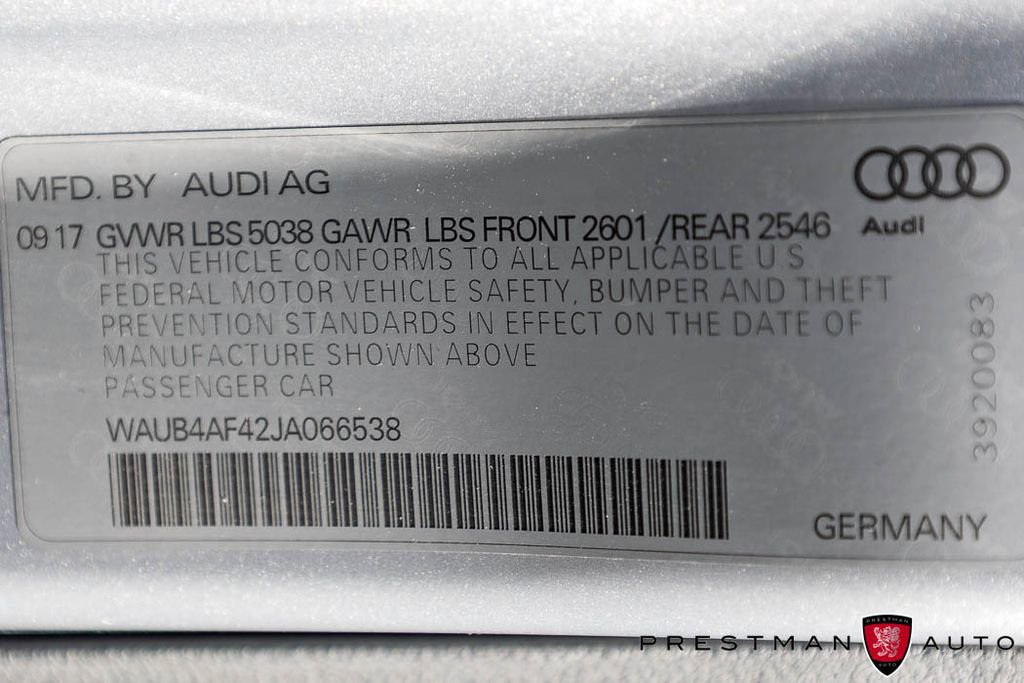 MFD. BY AUDI AG
Audi
09 17 GVWR LBS 5038 GAWR LBS FRONT 2601 /REAR 2546
THIS VEHICLE CONFORMS TO ALL APPLICABLE U S
FEDERAL MOTOR VEHICLE SAFETY, BUMPER AND THEFT
PREVENTION STANDARDS IN EFFECT ON THE DATE OF
MANUFACTURE SHOWN ABOVE
PASSENGER CAR
WAUB4AF42JA066538
3920083
GERMANY
PRESTMAN AUTO
PRESTMAN
AUTO